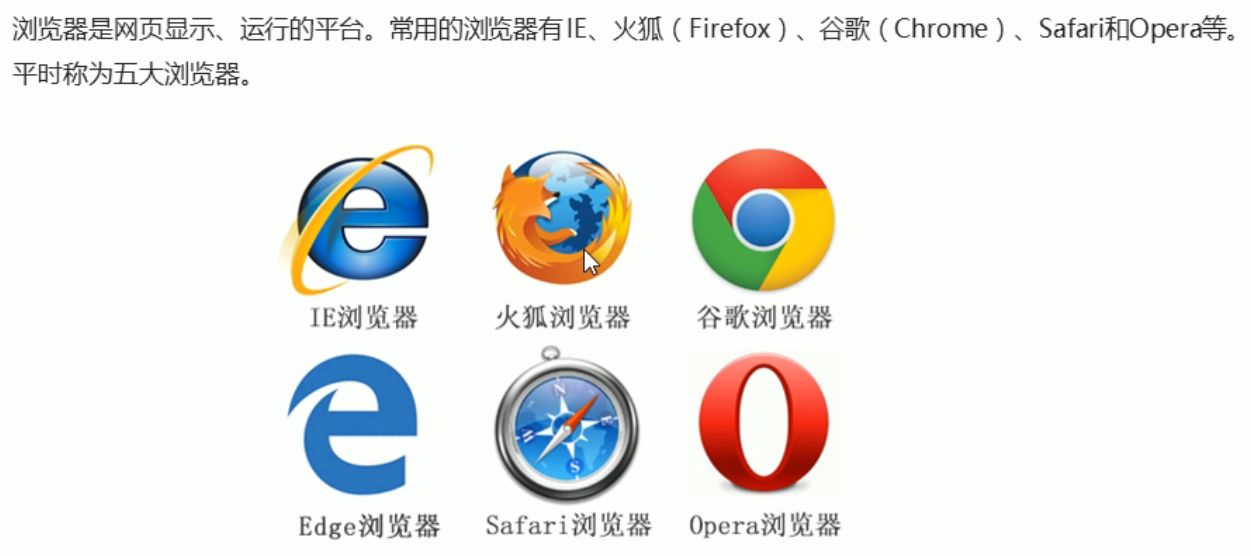 浏览器是网页显示、运行的平台。常用的浏览器有IE、火狐（Firefox）、谷歌（Chrome）、Safari和Opera等。
平时称为五大浏览器。
IE浏览器 火狐浏览器 谷歌浏览器
N
S
Edge浏览器 Safari浏览器 Opera浏览器